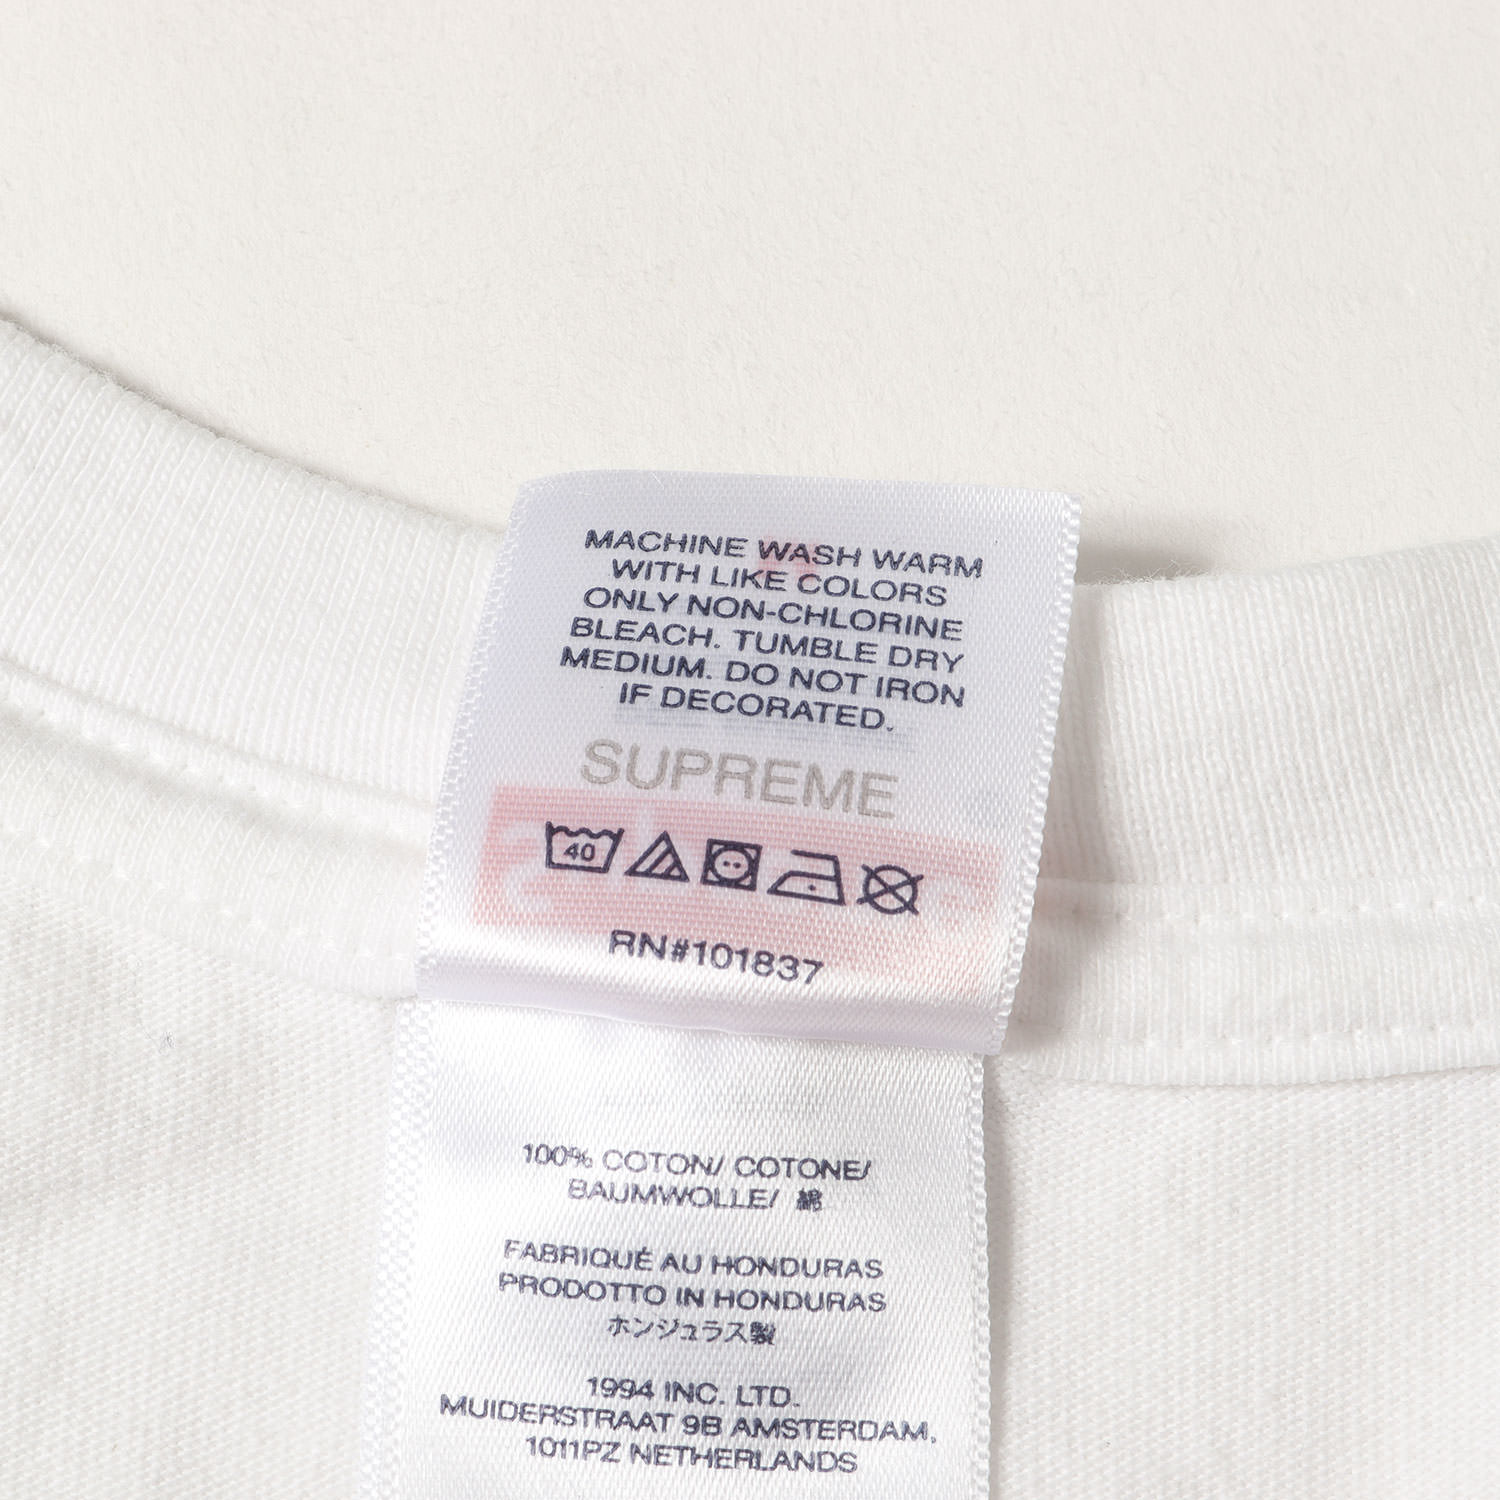 MACHINE WASH WARM
WITH LIKE COLORS
ONLY NON-CHLORINE
BLEACH. TUMBLE DRY
MEDIUM. DO NOT IRON
IF DECORATED.
SUPREME
40
RN#101837
100% COTON/ COTONE/
BAUMWOLLE/ 綿
FABRIQUÉ AU HONDURAS
PRODOTTO IN HONDURAS
ホンジュラス製
1994 INC. LTD.
MUIDERSTRAAT 9B AMSTERDAM,
1011PZ NETHERLANDS